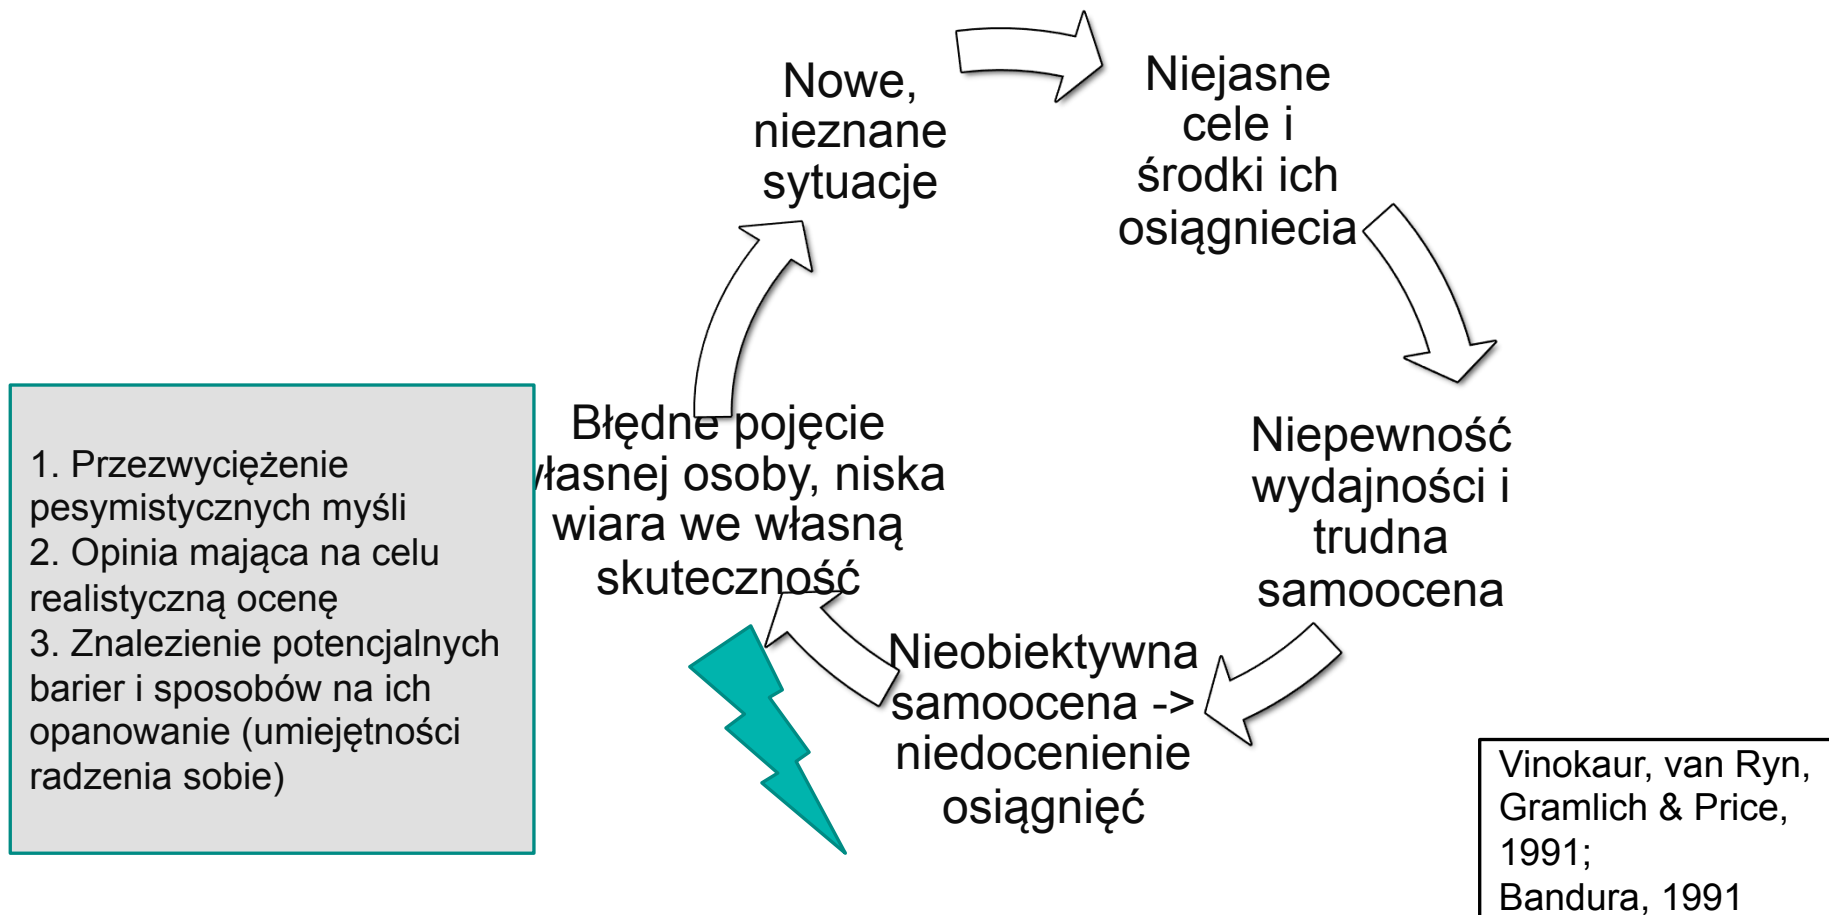 Nowe,
nieznane
sytuacje
Niejasne
cele i
środki ich
osiągniecia
Niepewność
wydajności i
trudna
samoocena
Nieobiektywna
samoocena ->
niedocenienie
osiągnięć
Błędne pojęcie
własnej osoby, niska
wiara we własną
skuteczność
1. Przezwyciężenie
pesymistycznych myśli
2. Opinia mająca na celu
realistyczną ocenę
3. Znalezienie potencjalnych
barier i sposobów na ich
opanowanie (umiejętności
radzenia sobie)
Vinokaur, van Ryn,
Gramlich & Price,
1991;
Bandura, 1991